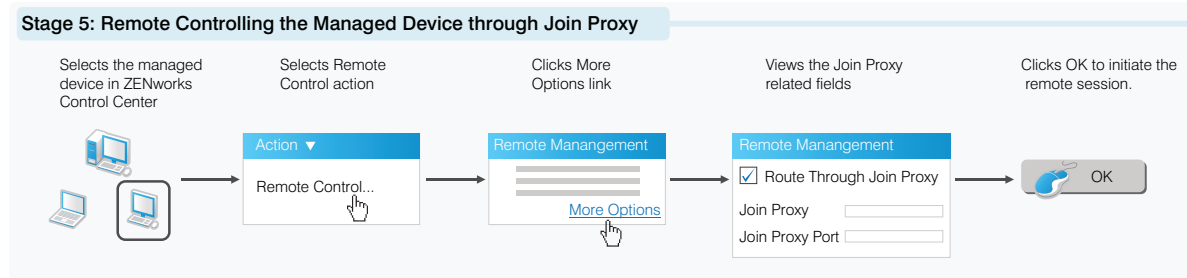 Stage 5: Remote Controlling the Managed Device through Join Proxy
Selects the managed
device in ZENworks
Control Center
Selects Remote
Control action
Clicks More
Options link
Views the Join Proxy
related fields
Clicks OK to initiate the
remote session.
Action ▼
Remote Control...
Remote Manangement
More Options
Remote Manangement
Route Through Join Proxy
Join Proxy
Join Proxy Port
OK